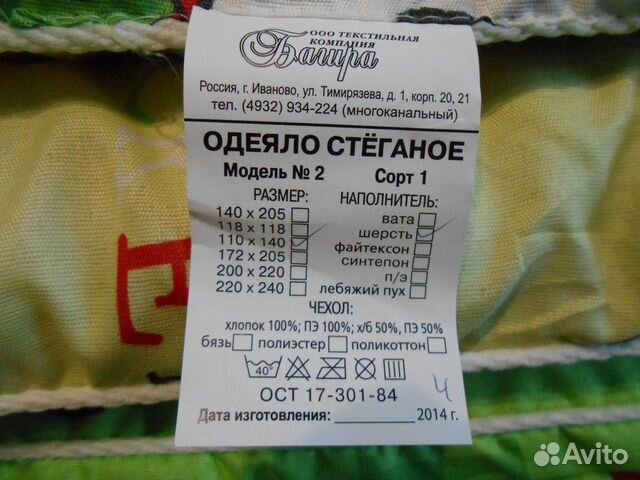 ООО ТЕКСТИЛЬНАЯ
КОМПАНИЯ
Багира
Россия, г. Иваново, ул. Тимирязева, д. 1, корп. 20, 21
тел. (4932) 934-224 (многоканальный)
ОДЕЯЛО СТЁГАНОЕ
Модель № 2 Сорт 1
РАЗМЕР: НАПОЛНИТЕЛЬ:
140 x 205 вата
118 x 118 шерсть
110 x 140 файтексон
172 x 205 синтепон
200 x 220 п/э
220 x 240 лебяжий пух
ЧЕХОЛ:
хлопок 100%; ПЭ 100%; х/б 50%, ПЭ 50%
бязь полиэстер поликоттон
40°
ОСТ 17-301-84 4
Дата изготовления: 2014 г.
Avito